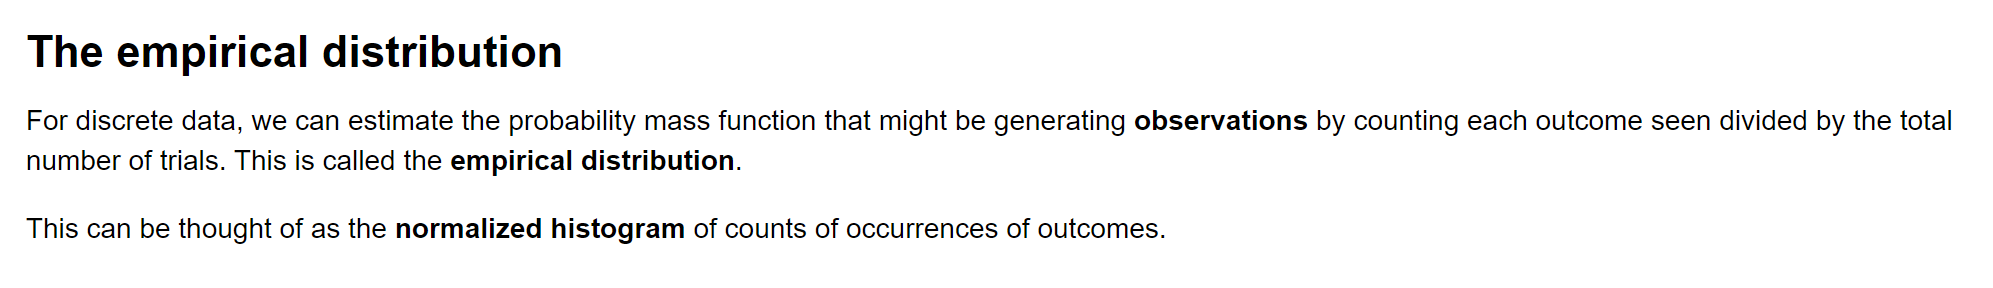 The empirical distribution
For discrete data, we can estimate the probability mass function that might be generating observations by counting each outcome seen divided by the total
number of trials. This is called the empirical distribution.
This can be thought of as the normalized histogram of counts of occurrences of outcomes.